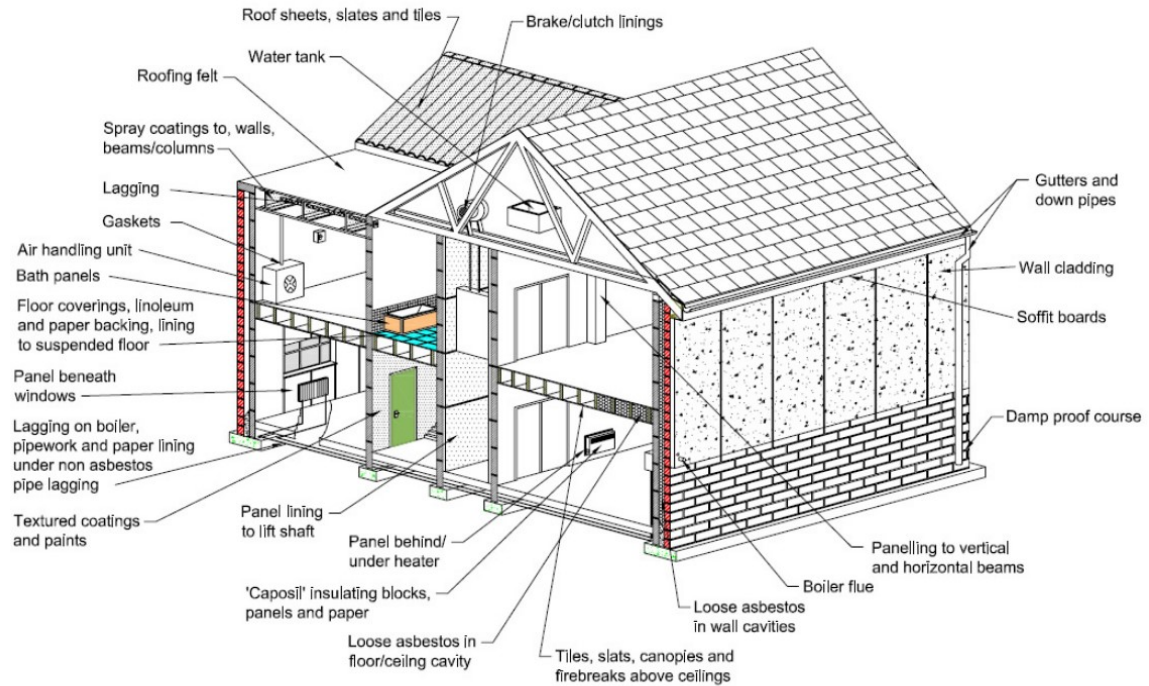 Roof sheets, slates and tiles
Brake/clutch linings
Water tank
Roofing felt
Spray coatings to, walls,
beams/columns
Lagging
Gaskets
Air handling unit
Bath panels
Floor coverings, linoleum
and paper backing, lining
to suspended floor
Panel beneath
windows
Lagging on boiler,
pipework and paper lining
under non asbestos
pipe lagging
Textured coatings
and paints
Panel lining
to lift shaft
Panel behind/
under heater
'Caposil' insulating blocks,
panels and paper
Loose asbestos in
floor/ceilng cavity
Tiles, slats, canopies and
firebreaks above ceilings
Loose asbestos
in wall cavities
Boiler flue
Panelling to vertical
and horizontal beams
Damp proof course
Soffit boards
Wall cladding
Gutters and
down pipes